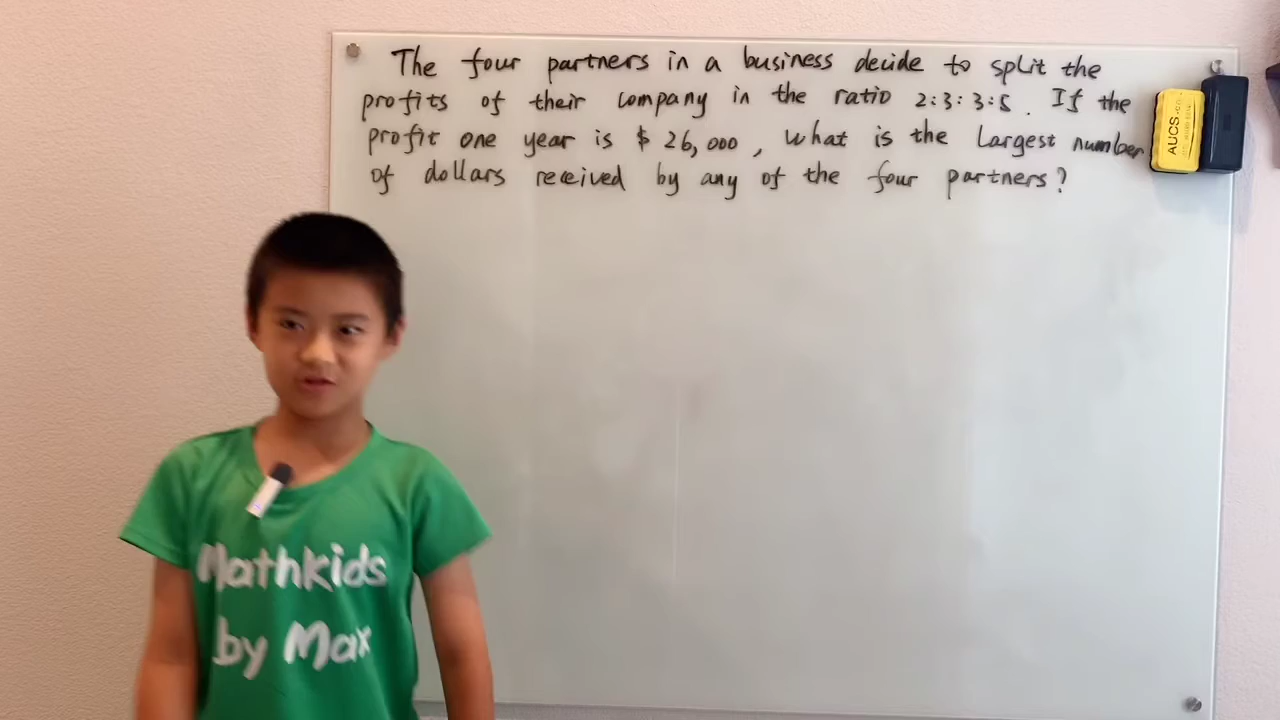 The four partners in a business decide to split the
profits of their company in the ratio 2:3:3:5. If the
profit one year is $ 26,000, what is the largest number
of dollars received by any of the four partners?
AUCS
Mathkids
by Max